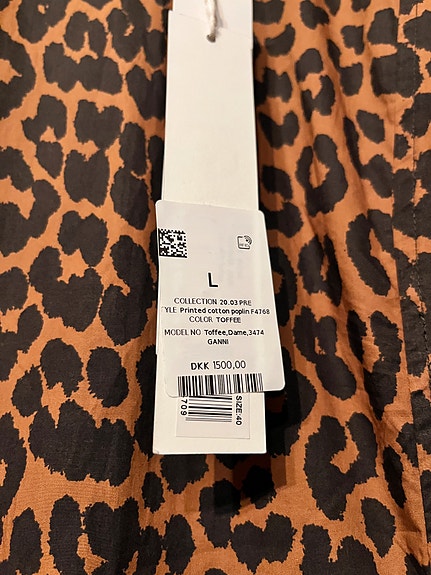 L
COLLECTION 20.03 PRE
YLE Printed cotton poplin F4768
COLOR TOFFEE
MODEL NO Toffee,Dame,3474
GANNI
DKK 1500,00
SIZE:40
709